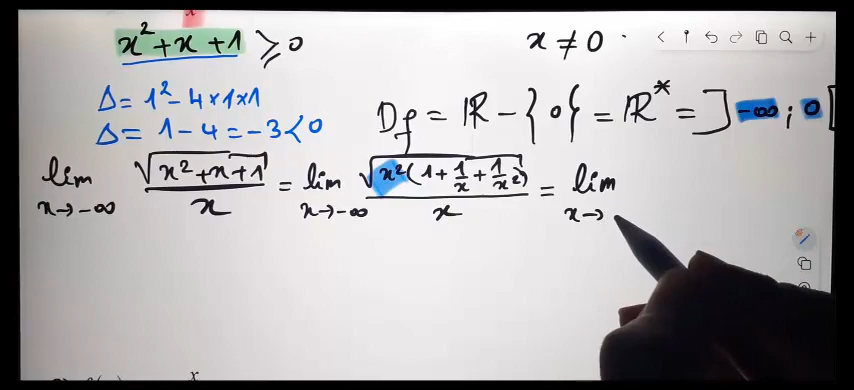 x² + x + 1 ⩾ 0
x ≠ 0 ·
Δ = 1² - 4 × 1 × 1
Δ = 1 - 4 = -3 < 0
Df = ℝ - {0} = ℝ* = ]-∞ ; 0[
lim x→-∞ √(x² + x + 1) / x = lim x→-∞ √(x² (1 + 1/x + 1/x²)) / x = lim x→